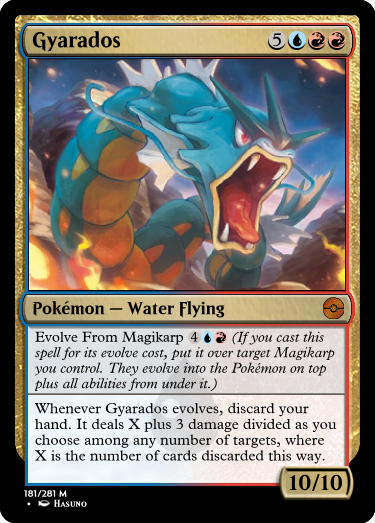 Gyarados 5
Pokémon — Water Flying
Evolve From Magikarp 4 (If you cast this
spell for its evolve cost, put it over target Magikarp
you control. They evolve into the Pokémon on top
plus all abilities from under it.)
Whenever Gyarados evolves, discard your
hand. It deals X plus 3 damage divided as you
choose among any number of targets, where
X is the number of cards discarded this way.
10/10
181/281 M
• Hasuno